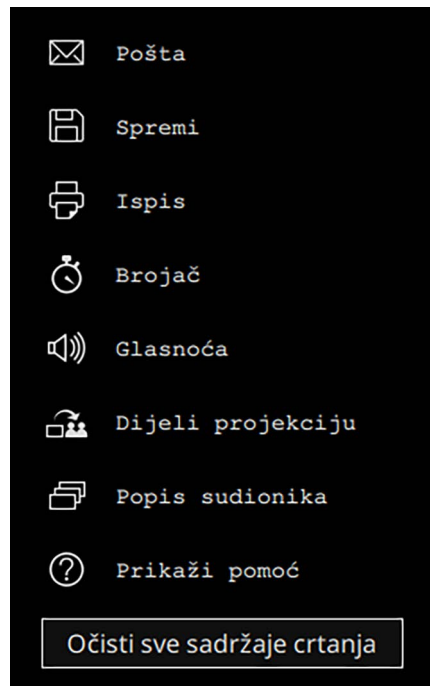 Pošta
Spremi
Ispis
Brojač
Glasnoća
Dijeli projekciju
Popis sudionika
Prikaži pomoć
Očisti sve sadržaje crtanja